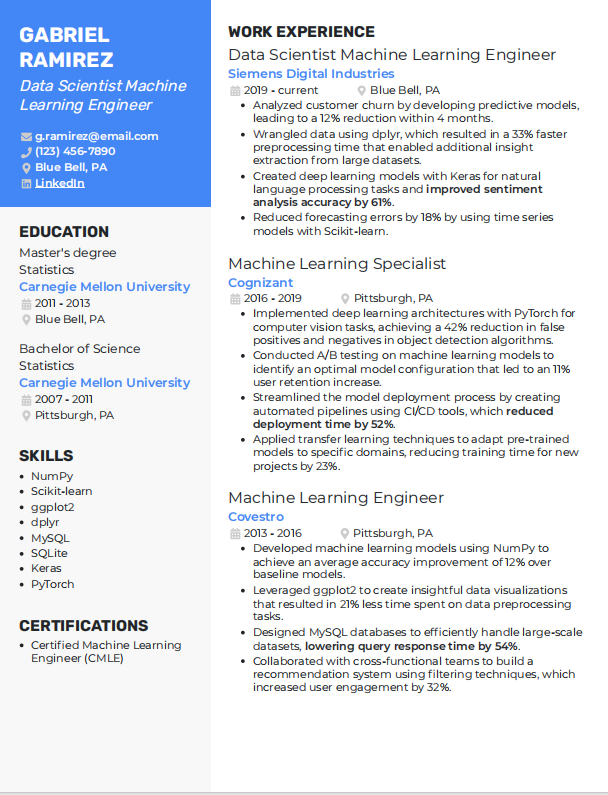 GABRIEL
RAMIREZ
Data Scientist Machine
Learning Engineer
g.ramirez@email.com
(123) 456-7890
Blue Bell, PA
LinkedIn
EDUCATION
Master's degree
Statistics
Carnegie Mellon University
2011 - 2013
Blue Bell, PA
Bachelor of Science
Statistics
Carnegie Mellon University
2007 - 2011
Pittsburgh, PA
SKILLS
• NumPy
• Scikit-learn
• ggplot2
• dplyr
• MySQL
• SQLite
• Keras
• PyTorch
CERTIFICATIONS
• Certified Machine Learning
Engineer (CMLE)
WORK EXPERIENCE
Data Scientist Machine Learning Engineer
Siemens Digital Industries
2019 - current Blue Bell, PA
• Analyzed customer churn by developing predictive models,
leading to a 12% reduction within 4 months.
• Wrangled data using dplyr, which resulted in a 33% faster
preprocessing time that enabled additional insight
extraction from large datasets.
• Created deep learning models with Keras for natural
language processing tasks and improved sentiment
analysis accuracy by 61%.
• Reduced forecasting errors by 18% by using time series
models with Scikit-learn.
Machine Learning Specialist
Cognizant
2016 - 2019 Pittsburgh, PA
• Implemented deep learning architectures with PyTorch for
computer vision tasks, achieving a 42% reduction in false
positives and negatives in object detection algorithms.
• Conducted A/B testing on machine learning models to
identify an optimal model configuration that led to an 11%
user retention increase.
• Streamlined the model deployment process by creating
automated pipelines using CI/CD tools, which reduced
deployment time by 52%.
• Applied transfer learning techniques to adapt pre-trained
models to specific domains, reducing training time for new
projects by 23%.
Machine Learning Engineer
Covestro
2013 - 2016 Pittsburgh, PA
• Developed machine learning models using NumPy to
achieve an average accuracy improvement of 12% over
baseline models.
• Leveraged ggplot2 to create insightful data visualizations
that resulted in 21% less time spent on data preprocessing
tasks.
• Designed MySQL databases to efficiently handle large-scale
datasets, lowering query response time by 54%.
• Collaborated with cross-functional teams to build a
recommendation system using filtering techniques, which
increased user engagement by 32%.